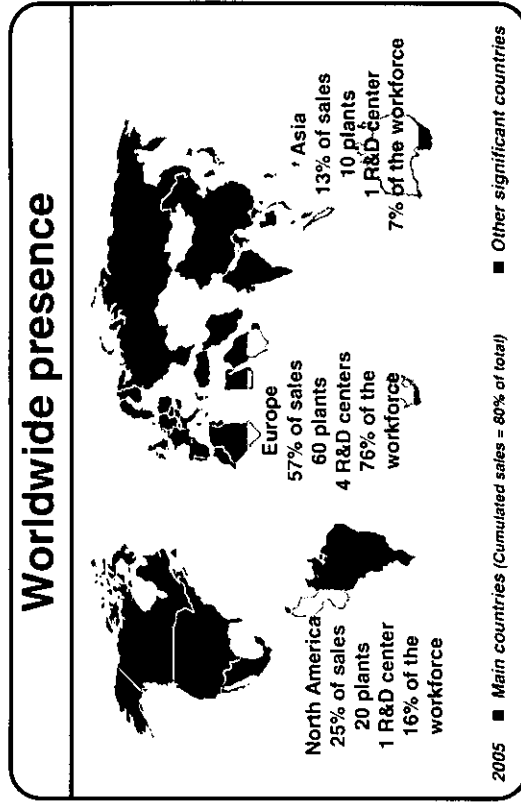 Worldwide presence
North America
25% of sales
20 plants
1 R&D center
16% of the
workforce
Europe
57% of sales
60 plants
4 R&D centers
76% of the
workforce
Asia
13% of sales
10 plants
1 R&D center
7% of the workforce
2005 ■ Main countries (Cumulated sales = 80% of total) ■ Other significant countries